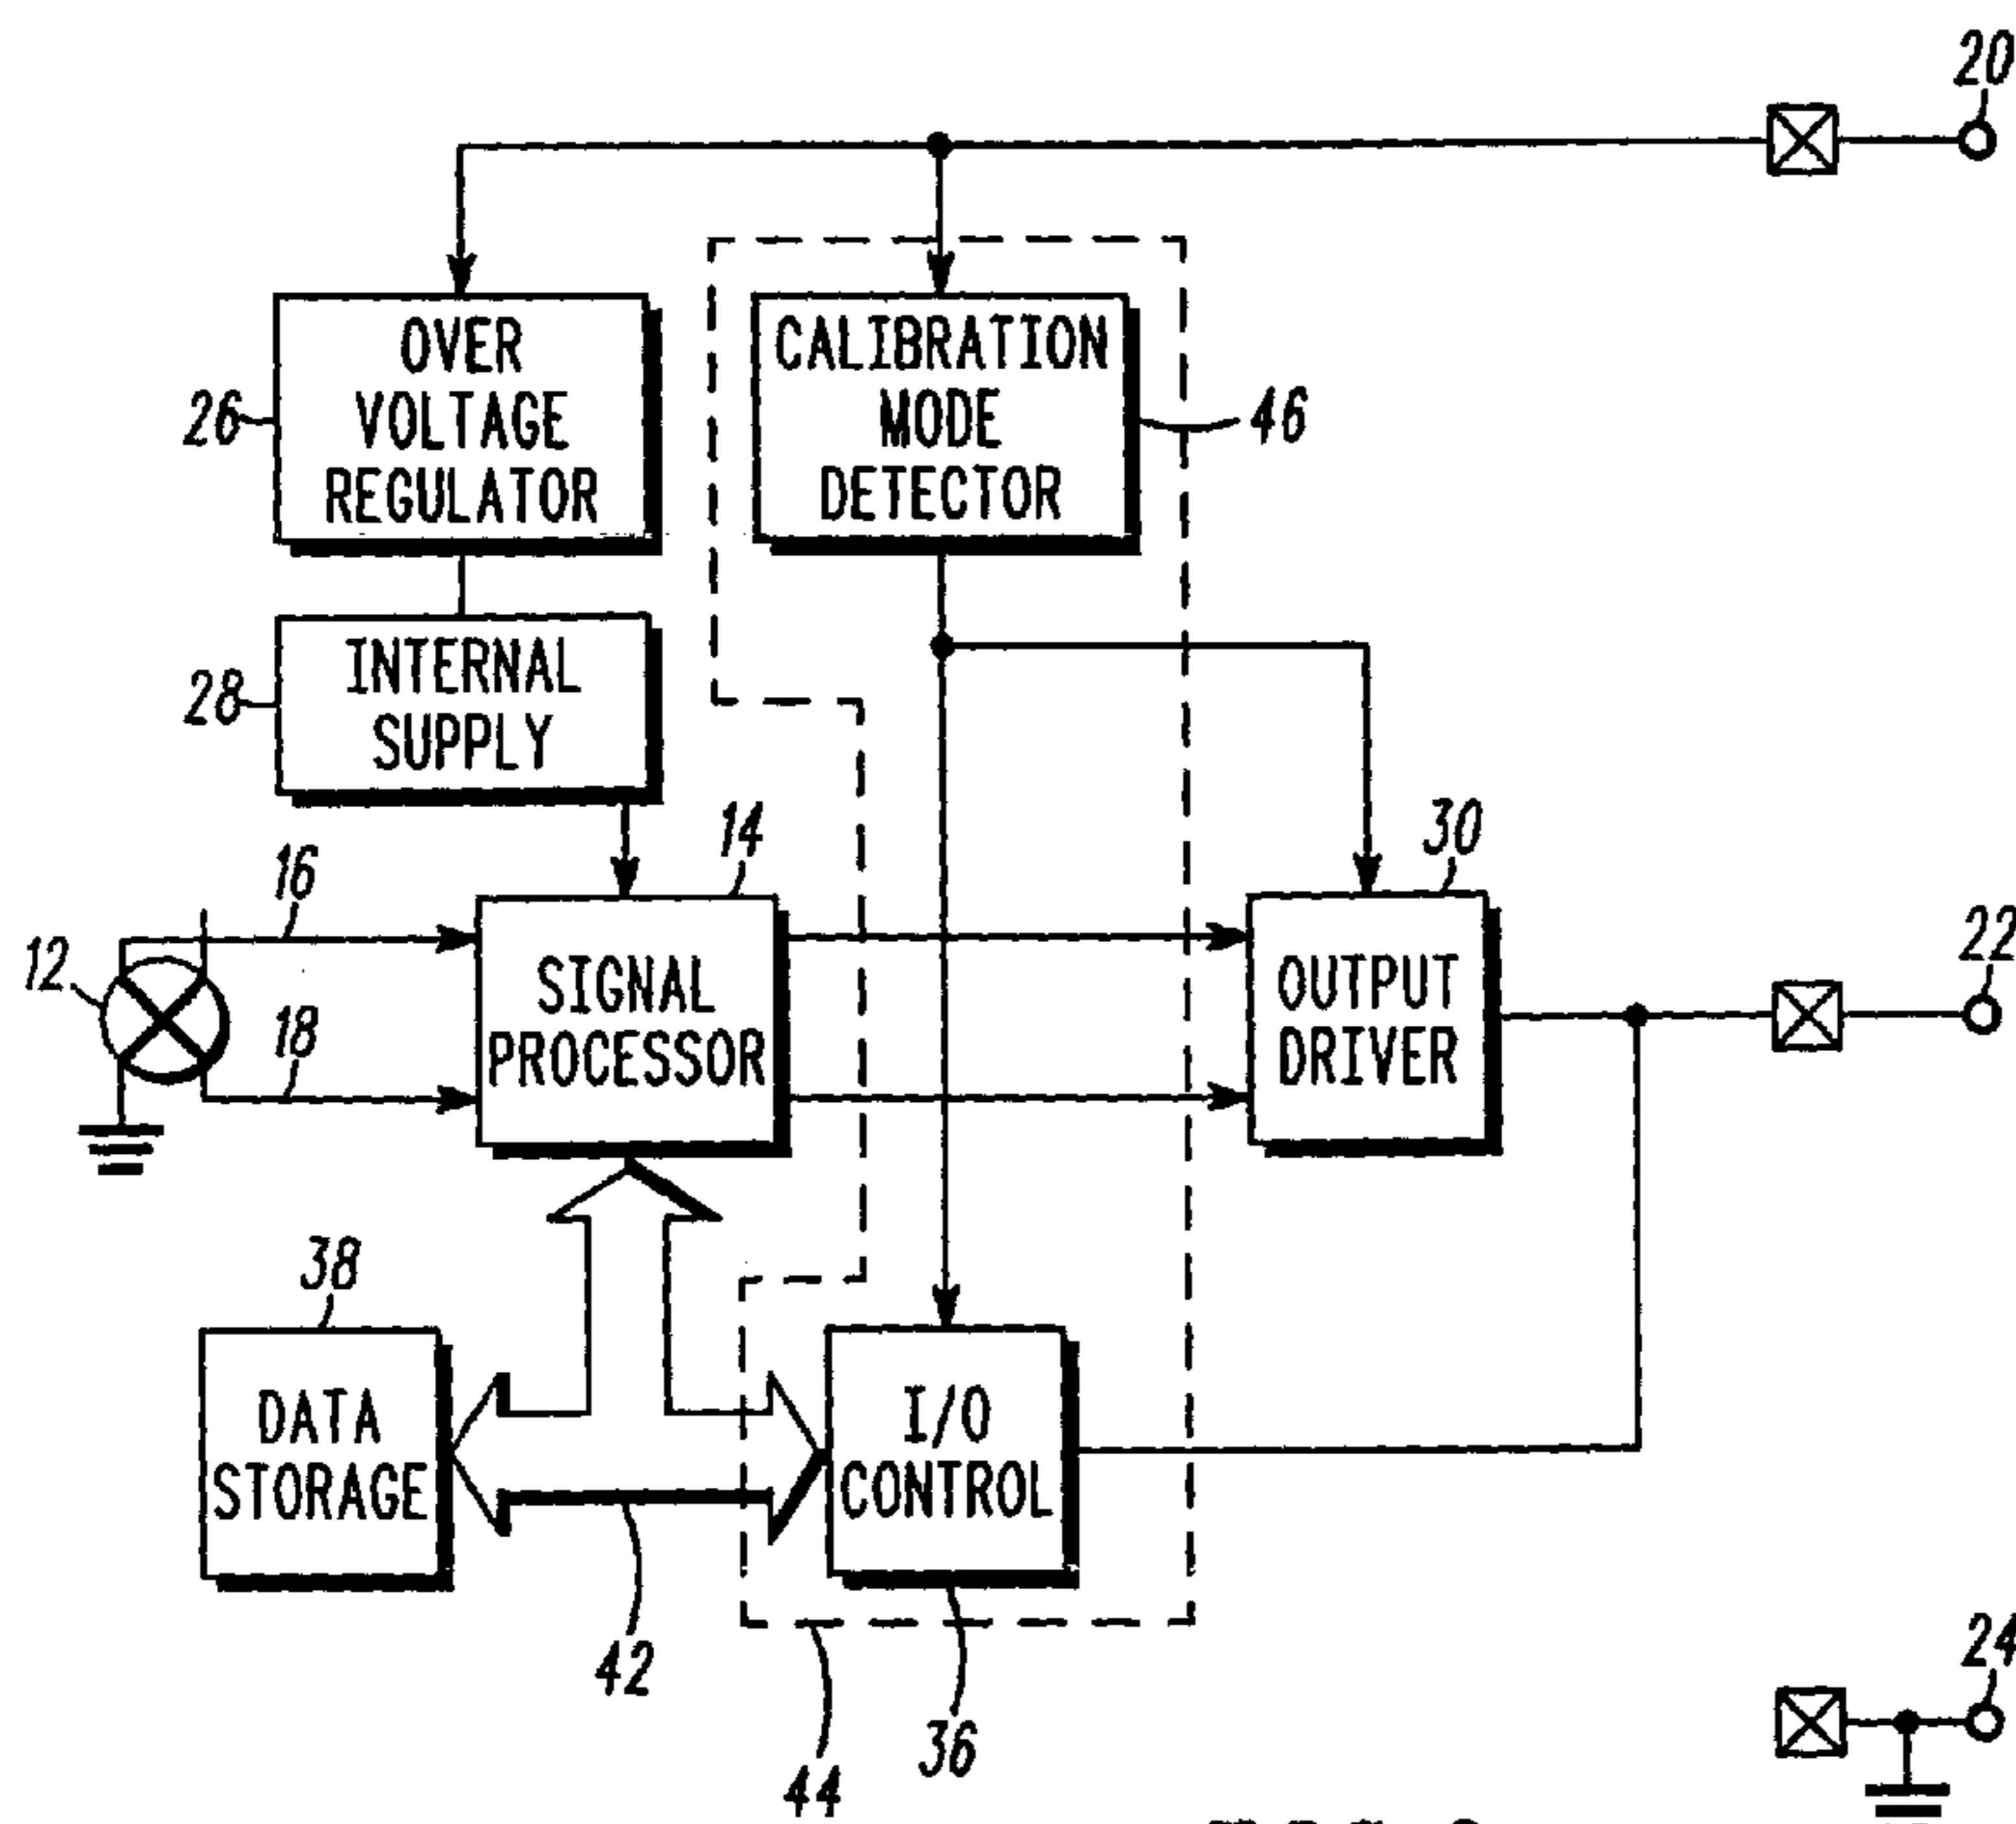 20
OVER
VOLTAGE
REGULATOR
26
CALIBRATION
MODE
DETECTOR
46
INTERNAL
SUPPLY
28
14
30
16
12
18
SIGNAL
PROCESSOR
OUTPUT
DRIVER
22
38
DATA
STORAGE
I/O
CONTROL
42
44
36
24